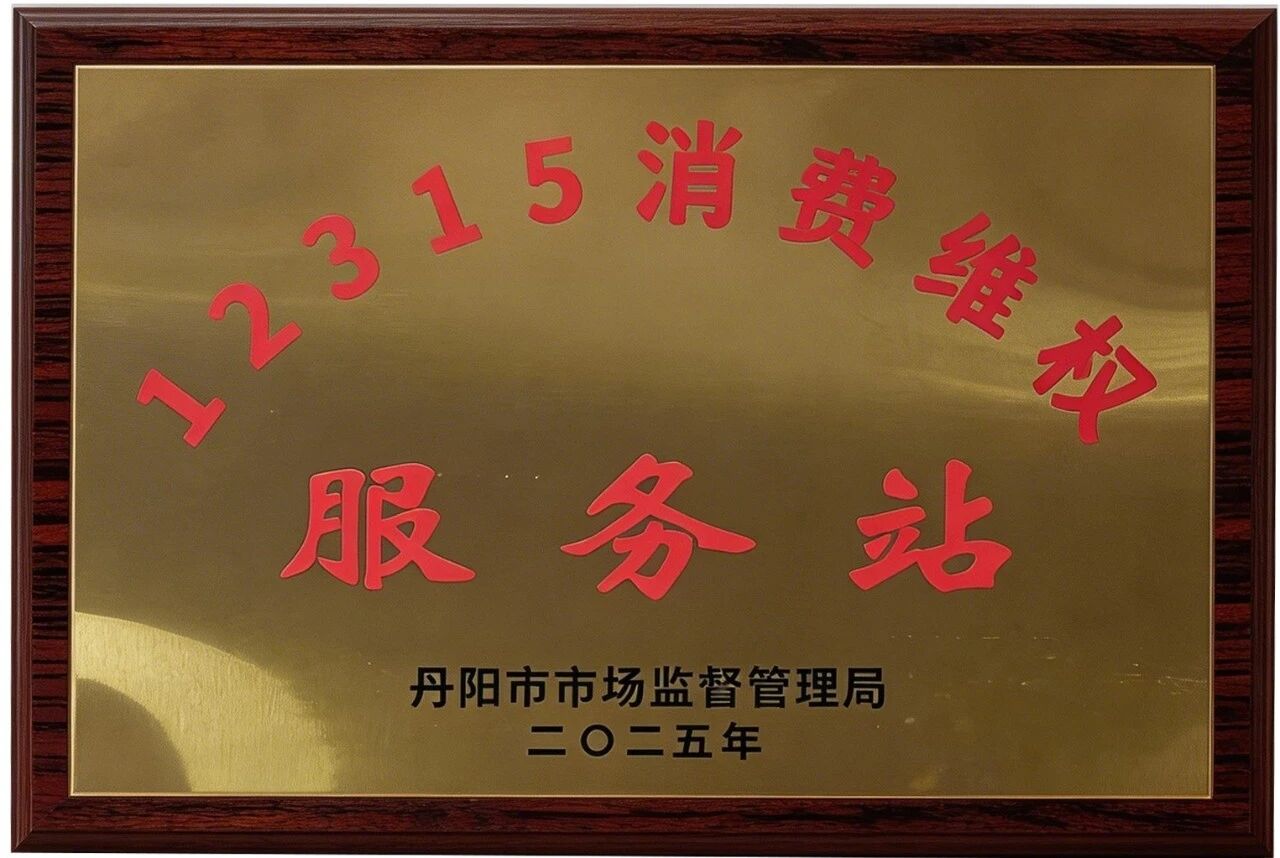 12315消费维权
服务站
丹阳市市场监督管理局
二〇二五年